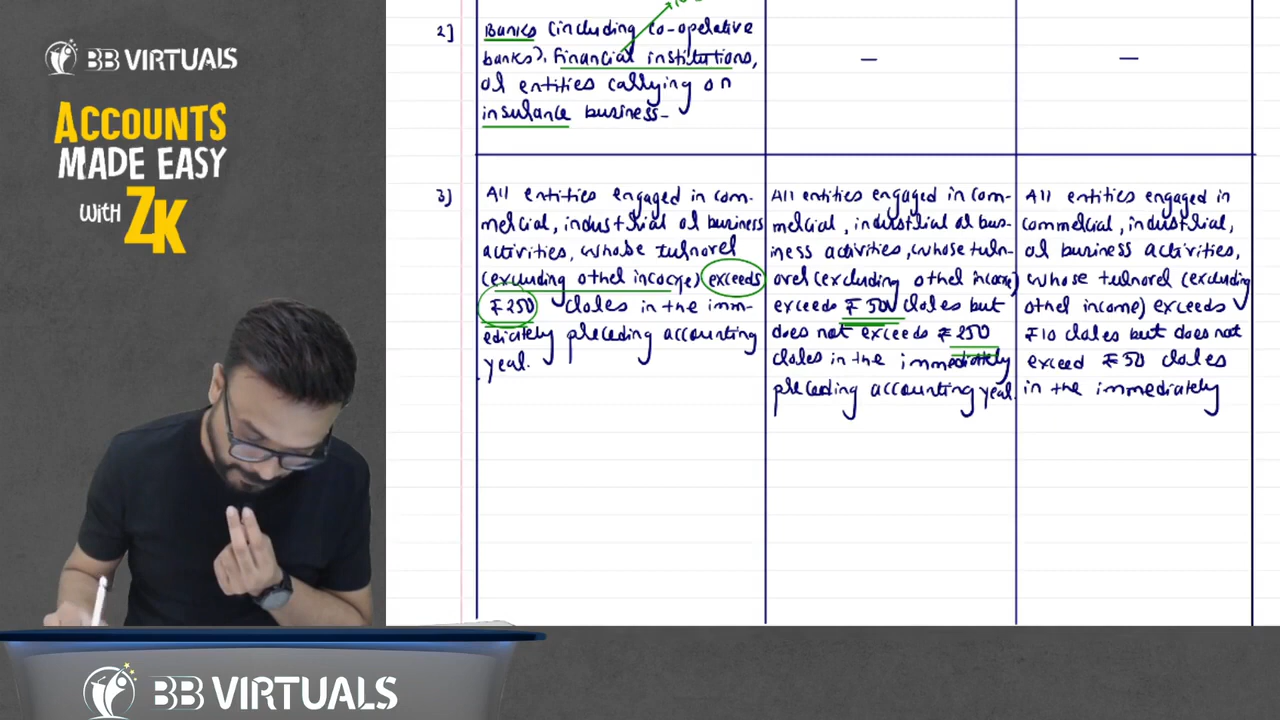 BB VIRTUALS
ACCOUNTS
MADE EASY
WITH ZK
2]
Banks (including co-operative
banks), Financial institutions,
or entities carrying on
insurance business-
—
—
3)
All entities engaged in com-
mercial, industrial or business
activities, whose turnover
(excluding other income) exceeds
₹250 crores in the imm-
ediately preceding accounting
year.
All entities engaged in com-
mercial, industrial or bus-
iness activities, whose turn-
over (excluding other income)
exceeds ₹ 50 crores but
does not exceeds ₹ 250
crores in the immediately
preceding accounting year.
All entities engaged in
commercial, industrial,
or business activities,
whose turnover (excluding
other income) exceeds
₹10 crores but does not
exceed ₹50 crores
in the immediately
BB VIRTUALS